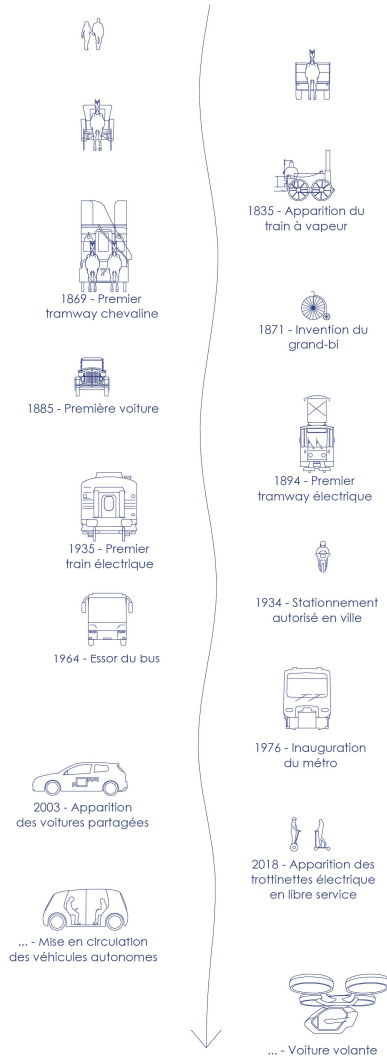 1835 - Apparition du
train à vapeur
7
1869 - Premier
tramway chevaline
1871 - Invention du
grand-bi
1885 - Première voiture
1894 - Premier
tramway électrique
1935 - Premier
train électrique
1934 - Stationnement
autorisé en ville
1964 - Essor du bus
1976 - Inauguration
du métro
2003 - Apparition
des voitures partagées
2018 - Apparition des
trottinettes électrique
en libre service
... - Mise en circulation
des véhicules autonomes
... - Voiture volante